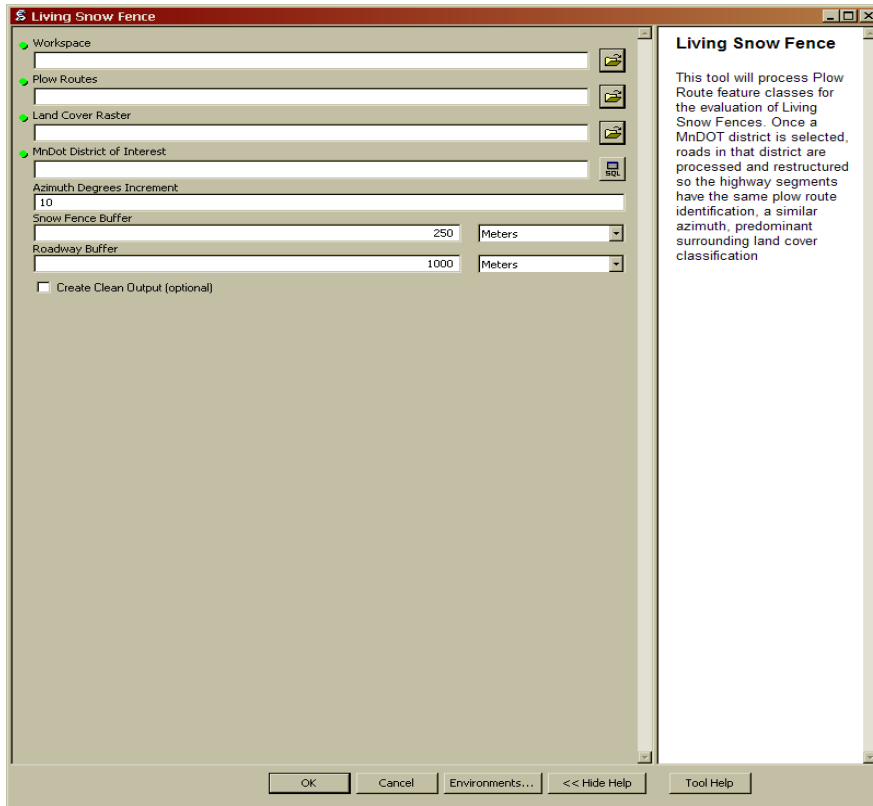 Living Snow Fence
Workspace
Plow Routes
Land Cover Raster
MnDot District of Interest
SQL
Azimuth Degrees Increment
10
Snow Fence Buffer
250 Meters
Roadway Buffer
1000 Meters
Create Clean Output (optional)
OK Cancel Environments... << Hide Help Tool Help
Living Snow Fence
This tool will process Plow
Route feature classes for
the evaluation of Living
Snow Fences. Once a
MnDOT district is selected,
roads in that district are
processed and restructured
so the highway segments
have the same plow route
identification, a similar
azimuth, predominant
surrounding land cover
classification